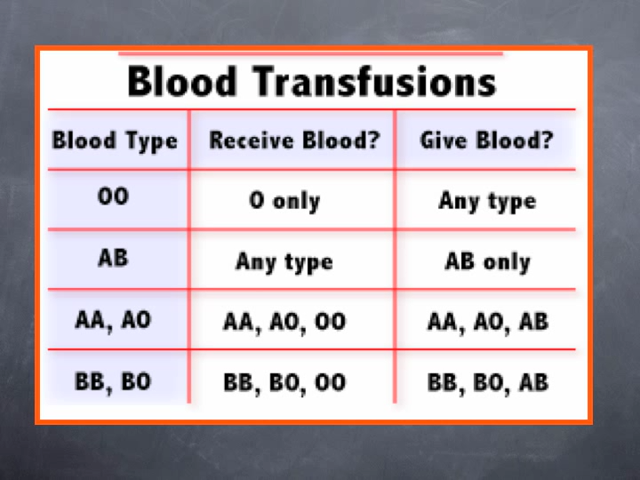 Blood Transfusions
Blood Type Receive Blood? Give Blood?
OO O only Any type
AB Any type AB only
AA, AO AA, AO, OO AA, AO, AB
BB, BO BB, BO, OO BB, BO, AB